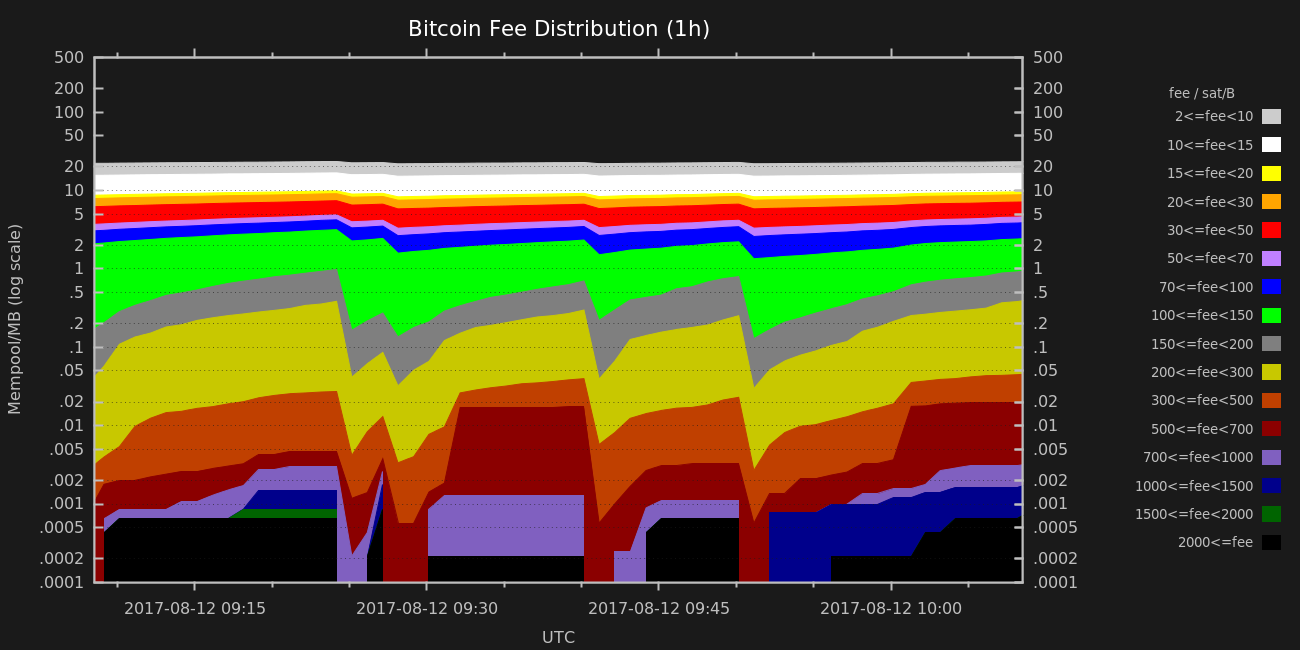 Bitcoin Fee Distribution (1h)
Mempool/MB (log scale)
500
200
100
50
20
10
5
2
1
.5
.2
.1
.05
.02
.01
.005
.002
.001
.0005
.0002
.0001
500
200
100
50
20
10
5
2
1
.5
.2
.1
.05
.02
.01
.005
.002
.001
.0005
.0002
.0001
fee / sat/B
2<=fee<10
10<=fee<15
15<=fee<20
20<=fee<30
30<=fee<50
50<=fee<70
70<=fee<100
100<=fee<150
150<=fee<200
200<=fee<300
300<=fee<500
500<=fee<700
700<=fee<1000
1000<=fee<1500
1500<=fee<2000
2000<=fee
2017-08-12 09:15 2017-08-12 09:30 2017-08-12 09:45 2017-08-12 10:00
UTC